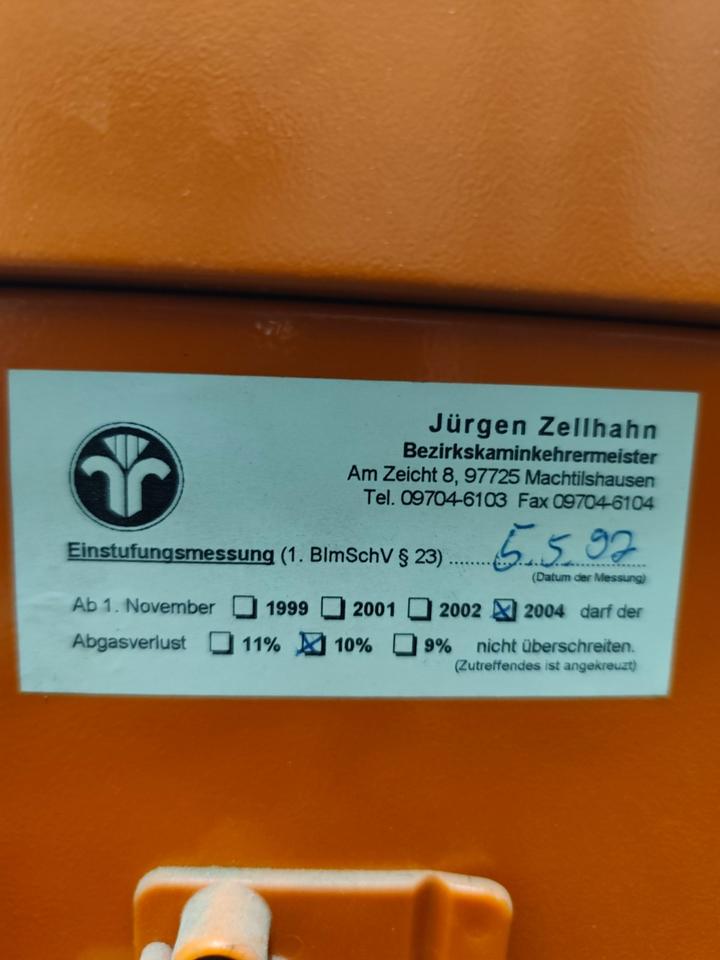 Jürgen Zellhahn
Bezirkskaminkehrermeister
Am Zeicht 8, 97725 Machtilshausen
Tel. 09704-6103 Fax 09704-6104
Einstufungsmessung (1. BImSchV § 23) ........ 5.5.97
(Datum der Messung)
Ab 1. November ☐ 1999 ☐ 2001 ☐ 2002 ☒ 2004 darf der
Abgasverlust ☐ 11% ☒ 10% ☐ 9% nicht überschreiten.
(Zutreffendes ist angekreuzt)